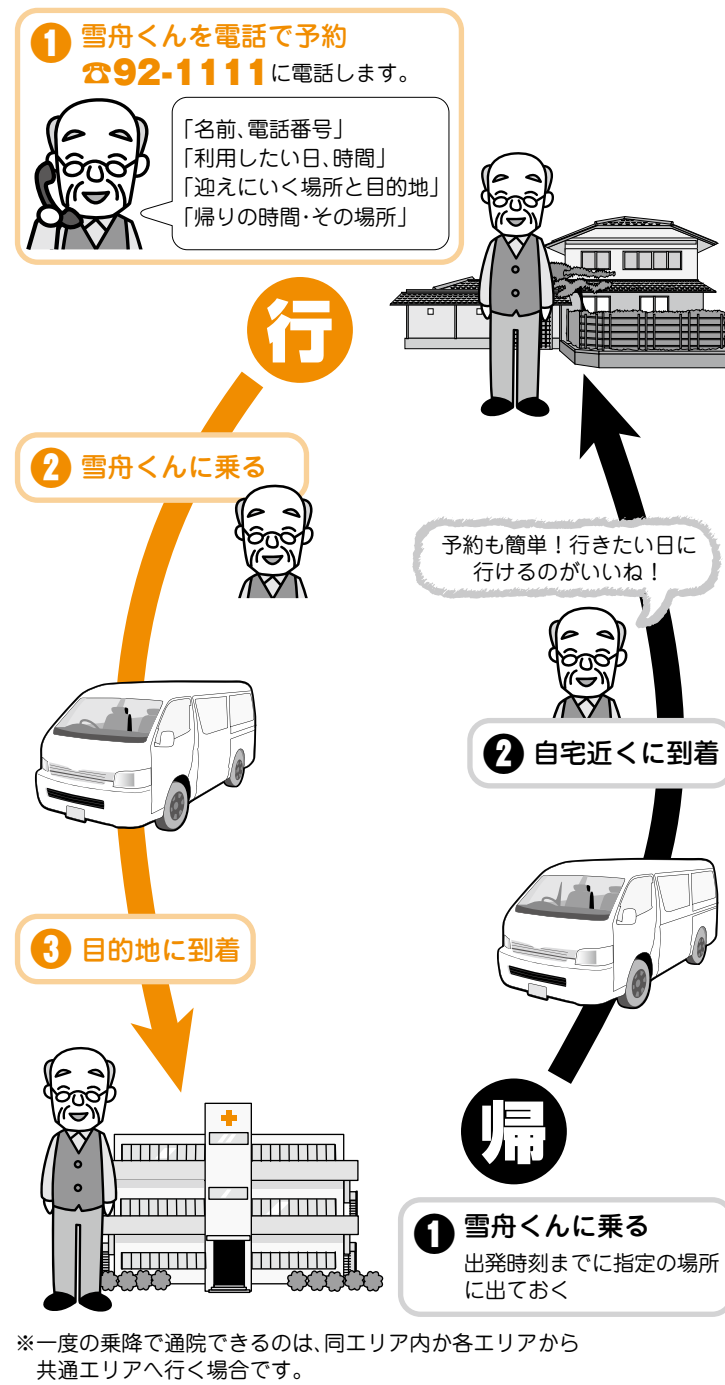 1 雪舟くんを電話で予約
☎92-1111に電話します。
「名前、電話番号」
「利用したい日、時間」
「迎えにいく場所と目的地」
「帰りの時間・その場所」
行
2 雪舟くんに乗る
3 目的地に到着
帰
1 雪舟くんに乗る
出発時刻までに指定の場所
に出ておく
2 自宅近くに到着
予約も簡単！行きたい日に
行けるのがいいね！
※一度の乗降で通院できるのは、同エリア内か各エリアから
共通エリアへ行く場合です。